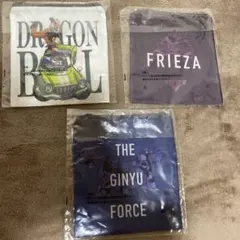 DRAGON
BALL
FRIEZA
THE
GINYU
FORCE